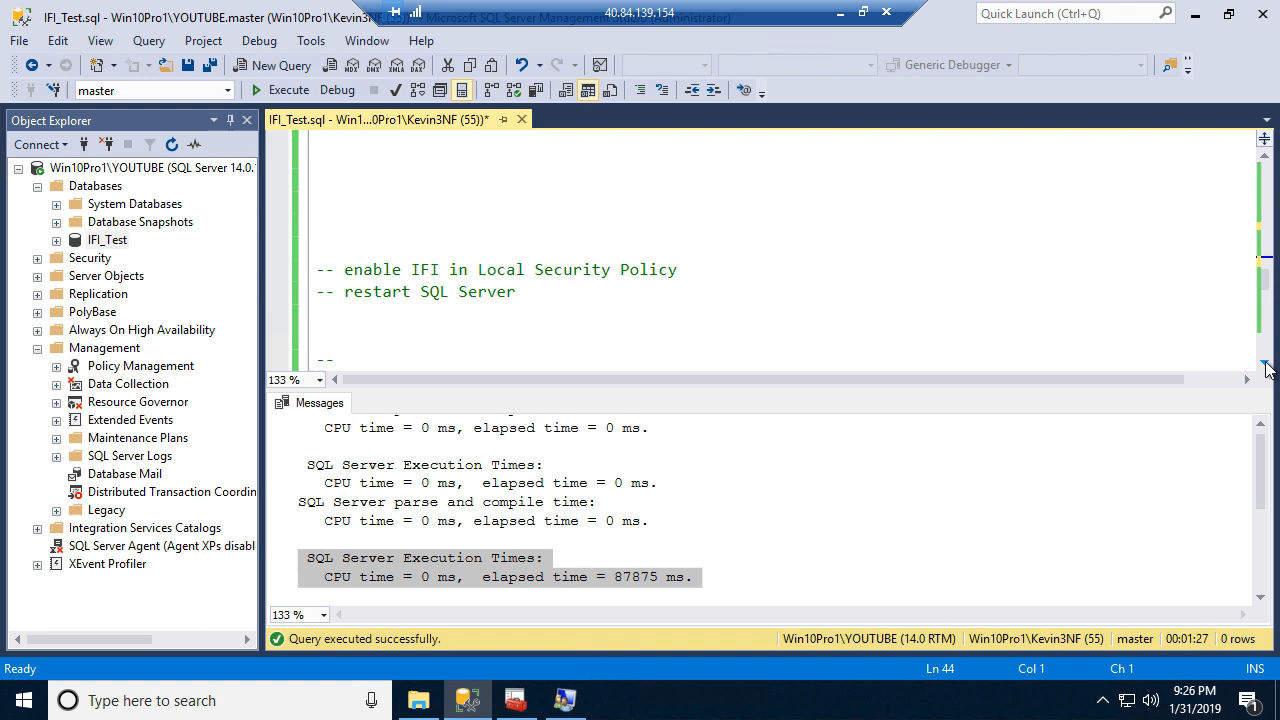 IFI_Test.sql - Win10Pro1\YOUTUBE.master (Win10Pro1\Kevin3NF (55))* - Microsoft SQL Server Management Studio (Administrator)
40.84.139.154
Quick Launch (Ctrl+Q)
File Edit View Query Project Debug Tools Window Help
New Query
MDX DMX XMLA DAX
Generic Debugger
master
Execute Debug
Object Explorer
IFI_Test.sql - Win1...0Pro1\Kevin3NF (55))*
Connect
Win10Pro1\YOUTUBE (SQL Server 14.0.
Databases
System Databases
Database Snapshots
IFI_Test
Security
Server Objects
Replication
PolyBase
Always On High Availability
Management
Policy Management
Data Collection
Resource Governor
Extended Events
Maintenance Plans
SQL Server Logs
Database Mail
Distributed Transaction Coordin
Legacy
Integration Services Catalogs
SQL Server Agent (Agent XPs disabl
XEvent Profiler
-- enable IFI in Local Security Policy
-- restart SQL Server
--
133 %
Messages
CPU time = 0 ms, elapsed time = 0 ms.
SQL Server Execution Times:
CPU time = 0 ms,  elapsed time = 0 ms.
SQL Server parse and compile time:
CPU time = 0 ms, elapsed time = 0 ms.
SQL Server Execution Times:
CPU time = 0 ms,  elapsed time = 87875 ms.
133 %
Query executed successfully.
Win10Pro1\YOUTUBE (14.0 RTM) Win10Pro1\Kevin3NF (55) master 00:01:27 0 rows
Ready
Ln 44 Col 1 Ch 1 INS
Type here to search
9:26 PM
1/31/2019
1